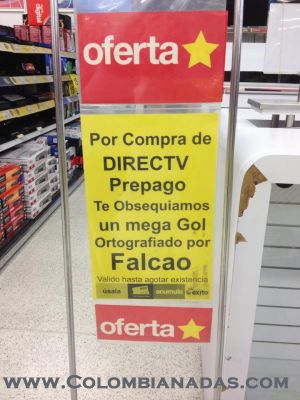 digital
oferta
Por Compra de
DIRECTV
Prepago
Te Obsequiamos
un mega Gol
Ortografiado por
Falcao
Valido hasta agotar existencia
úsala acumula éxito
oferta
www.Colombianadas.com